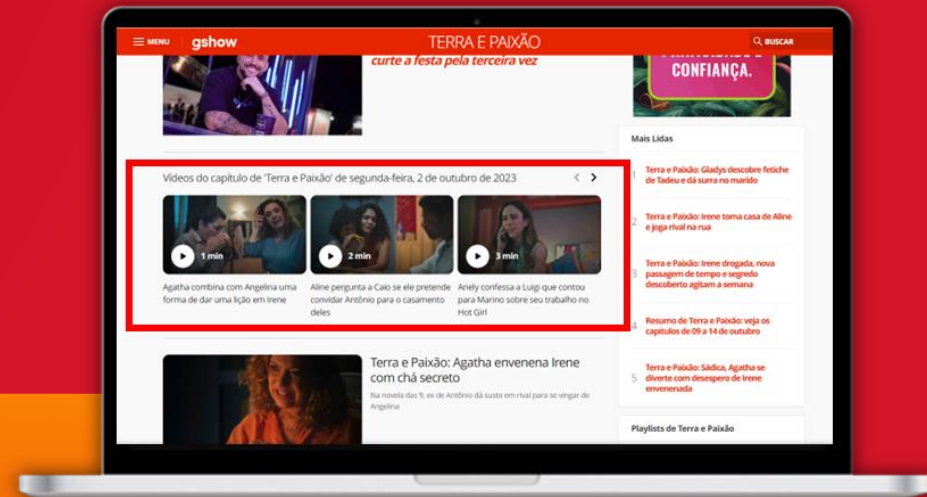 MENU
gshow
TERRA E PAIXÃO
BUSCAR
curte a festa pela terceira vez
CONFIANÇA.
Vídeos do capítulo de 'Terra e Paixão' de segunda-feira, 2 de outubro de 2023
1 min
2 min
3 min
Agatha combina com Angelina uma
forma de dar uma lição em Irene
Aline pergunta a Caio se ele pretende
convidar Antônio para o casamento
deles
Anely confessa a Luigi que contou
para Marino sobre seu trabalho no
Hot Girl
Terra e Paixão: Agatha envenena Irene
com chá secreto
Na novela das 9, ex de Antônio dá susto em rival para se vingar de
Angelina
Mais Lidas
1 Terra e Paixão: Gladys descobre fetiche
de Tadeu e dá surra no marido
2 Terra e Paixão: Irene toma casa de Aline
e joga rival na rua
3 Terra e Paixão: Irene drogada, nova
passagem de tempo e segredo
descoberto agitam a semana
4 Resumo de Terra e Paixão: veja os
capítulos de 09 a 14 de outubro
5 Terra e Paixão: Sádica, Agatha se
diverte com desespero de Irene
envenenada
Playlists de Terra e Paixão